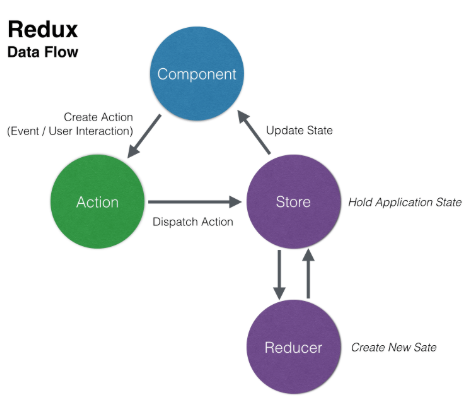 Redux
Data Flow
Component
Create Action
(Event / User Interaction)
Update State
Action
Dispatch Action
Store
Hold Application State
Reducer
Create New Sate